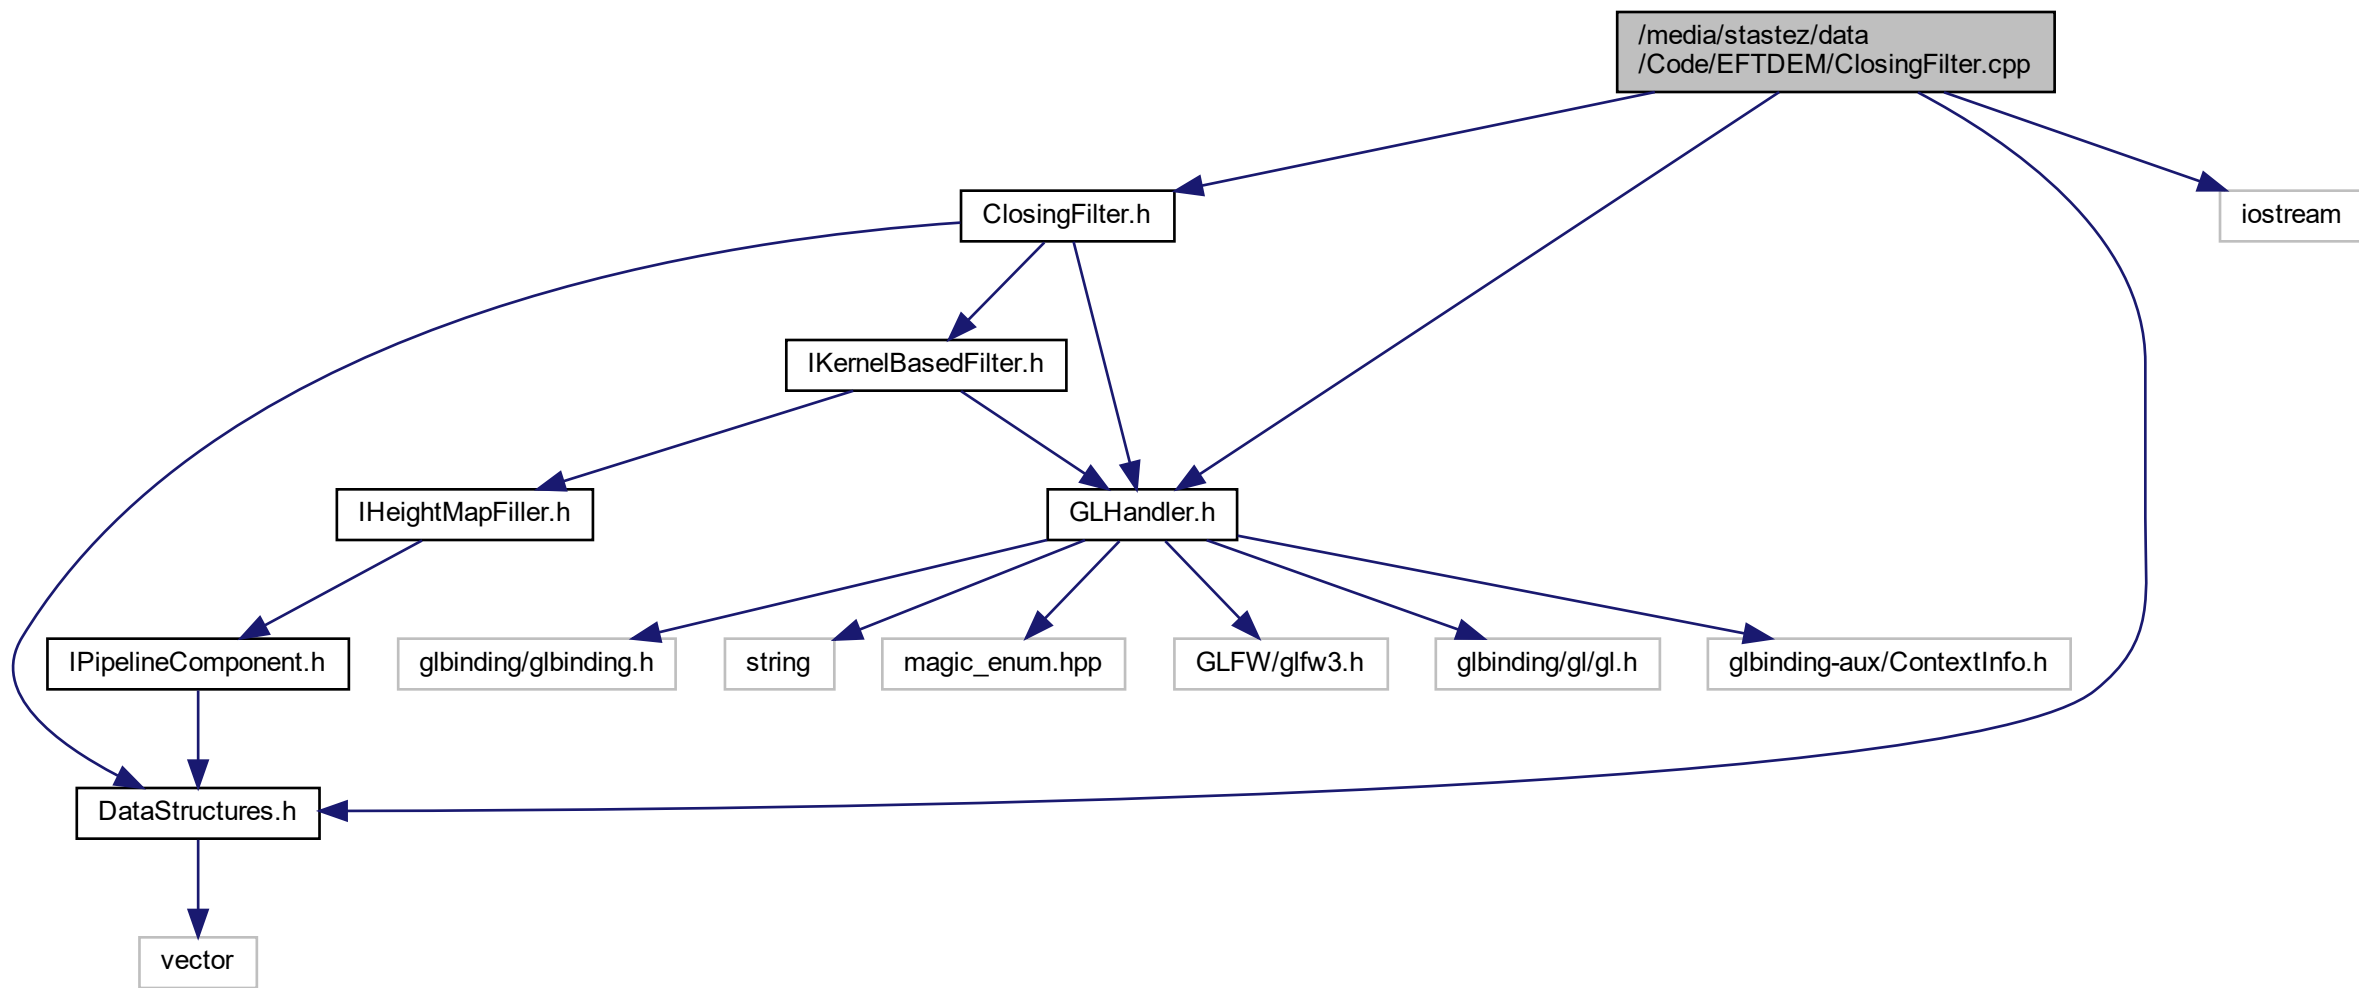 /media/stastez/data
/Code/EFTDEM/ClosingFilter.cpp
ClosingFilter.h
iostream
IKernelBasedFilter.h
IHeightMapFiller.h
GLHandler.h
IPipelineComponent.h
glbinding/glbinding.h
string
magic_enum.hpp
GLFW/glfw3.h
glbinding/gl/gl.h
glbinding-aux/ContextInfo.h
DataStructures.h
vector